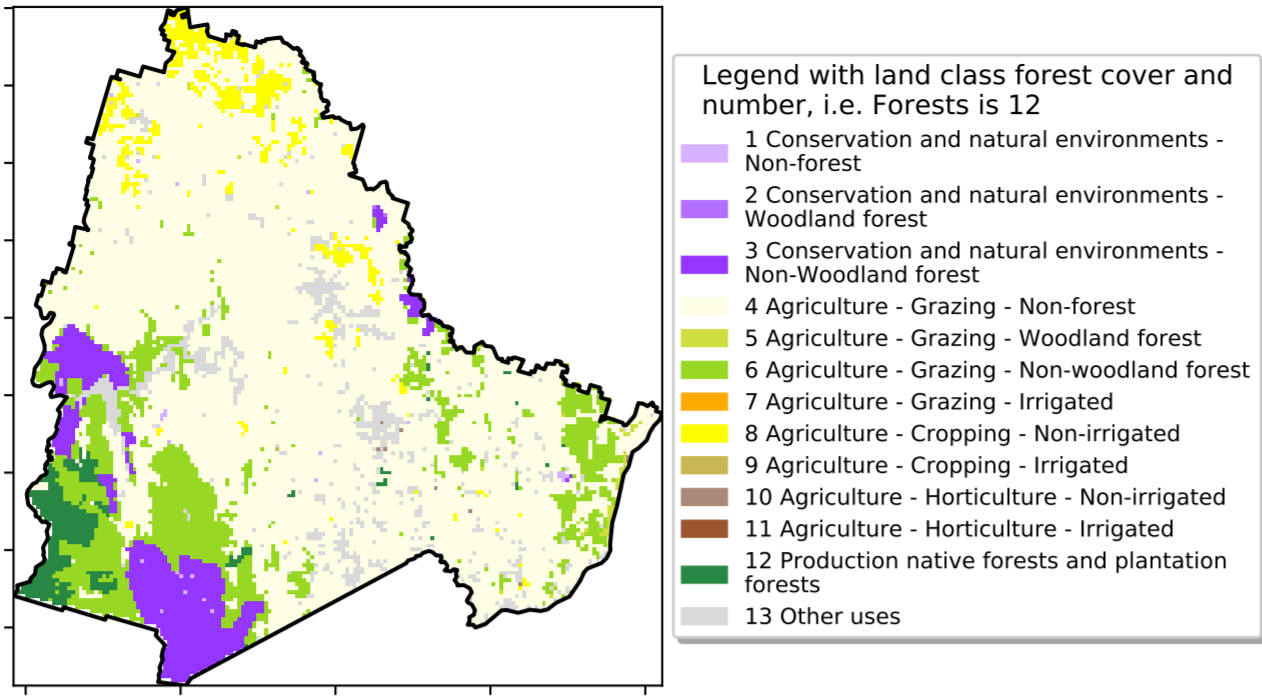 Legend with land class forest cover and
number, i.e. Forests is 12
1 Conservation and natural environments -
Non-forest
2 Conservation and natural environments -
Woodland forest
3 Conservation and natural environments -
Non-Woodland forest
4 Agriculture - Grazing - Non-forest
5 Agriculture - Grazing - Woodland forest
6 Agriculture - Grazing - Non-woodland forest
7 Agriculture - Grazing - Irrigated
8 Agriculture - Cropping - Non-irrigated
9 Agriculture - Cropping - Irrigated
10 Agriculture - Horticulture - Non-irrigated
11 Agriculture - Horticulture - Irrigated
12 Production native forests and plantation
forests
13 Other uses